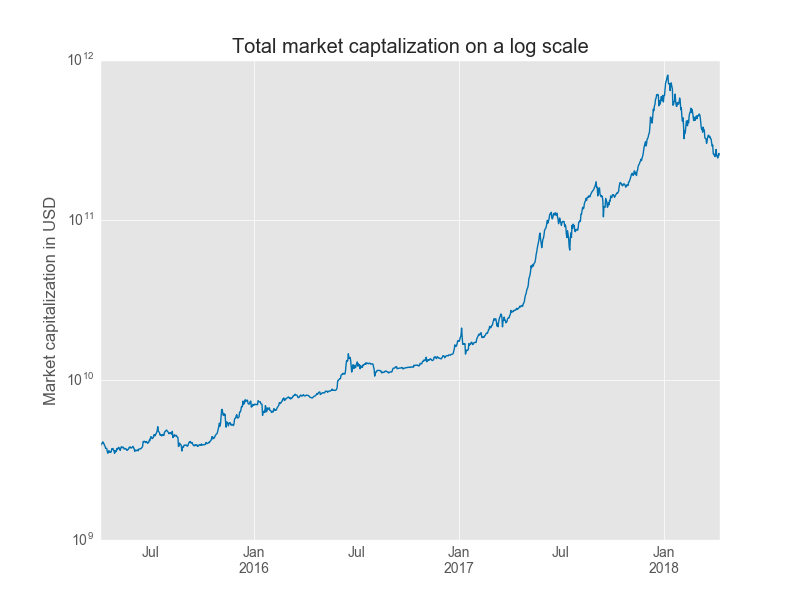 Total market captalization on a log scale
Market capitalization in USD
10^12
10^11
10^10
10^9
Jul
Jan
2016
Jul
Jan
2017
Jul
Jan
2018